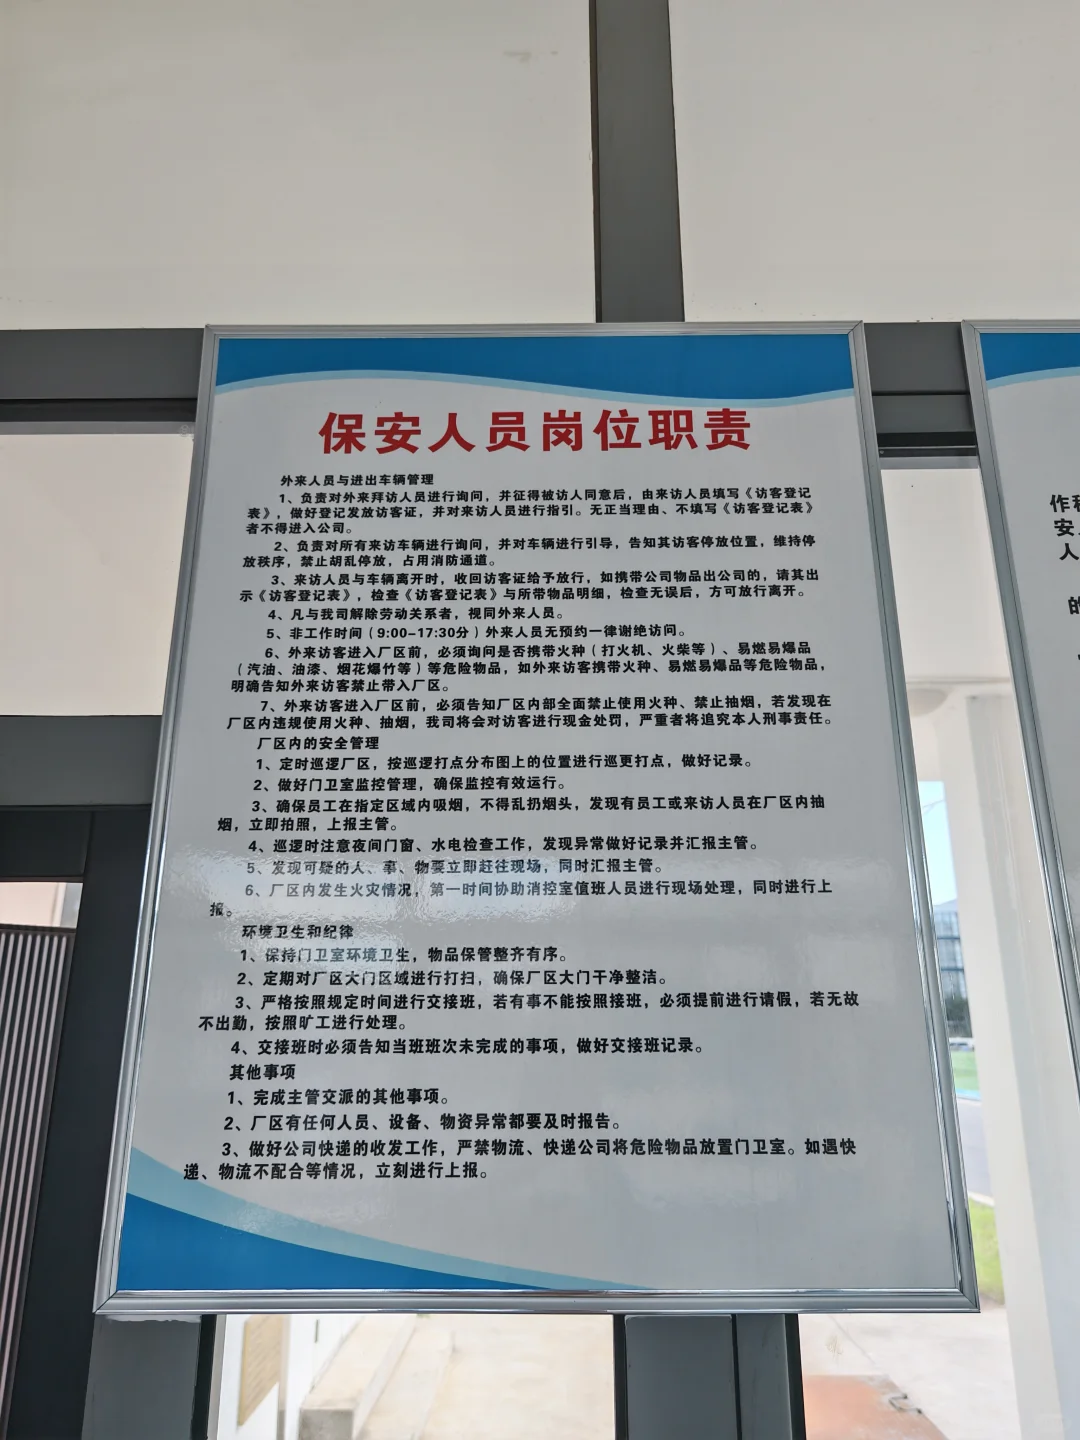 保安人员岗位职责
外来人员与进出车辆管理
1、负责对外来拜访人员进行询问，并征得被访人同意后，由来访人员填写《访客登记
表》，做好登记发放访客证，并对来访人员进行指引。无正当理由、不填写《访客登记表》
者不得进入公司。
2、负责对所有来访车辆进行询问，并对车辆进行引导，告知其访客停放位置，维持停
放秩序，禁止胡乱停放，占用消防通道。
3、来访人员与车辆离开时，收回访客证给予放行，如携带公司物品出公司的，请其出
示《访客登记表》，检查《访客登记表》与所带物品明细，检查无误后，方可放行离开。
4、凡与我司解除劳动关系者，视同外来人员。
5、非工作时间（9:00-17:30分）外来人员无预约一律谢绝访问。
6、外来访客进入厂区前，必须询问是否携带火种（打火机、火柴等）、易燃易爆品
（汽油、油漆、烟花爆竹等）等危险物品，如外来访客携带火种、易燃易爆品等危险物品，
明确告知外来访客禁止带入厂区。
7、外来访客进入厂区前，必须告知厂区内部全面禁止使用火种、禁止抽烟，若发现在
厂区内违规使用火种、抽烟，我司将会对访客进行现金处罚，严重者将追究本人刑事责任。
厂区内的安全管理
1、定时巡逻厂区，按巡逻打点分布图上的位置进行巡更打点，做好记录。
2、做好门卫室监控管理，确保监控有效运行。
3、确保员工在指定区域内吸烟，不得乱扔烟头，发现有员工或来访人员在厂区内抽
烟，立即拍照，上报主管。
4、巡逻时注意夜间门窗、水电检查工作，发现异常做好记录并汇报主管。
5、发现可疑的人、事、物要立即赶往现场，同时汇报主管。
6、厂区内发生火灾情况，第一时间协助消控室值班人员进行现场处理，同时进行上
报。
环境卫生和纪律
1、保持门卫室环境卫生，物品保管整齐有序。
2、定期对厂区大门区域进行打扫，确保厂区大门干净整洁。
3、严格按照规定时间进行交接班，若有事不能按照接班，必须提前进行请假，若无故
不出勤，按照旷工进行处理。
4、交接班时必须告知当班班次未完成的事项，做好交接班记录。
其他事项
1、完成主管交派的其他事项。
2、厂区有任何人员、设备、物资异常都要及时报告。
3、做好公司快递的收发工作，严禁物流、快递公司将危险物品放置门卫室。如遇快
递、物流不配合等情况，立刻进行上报。
作
安
人
的